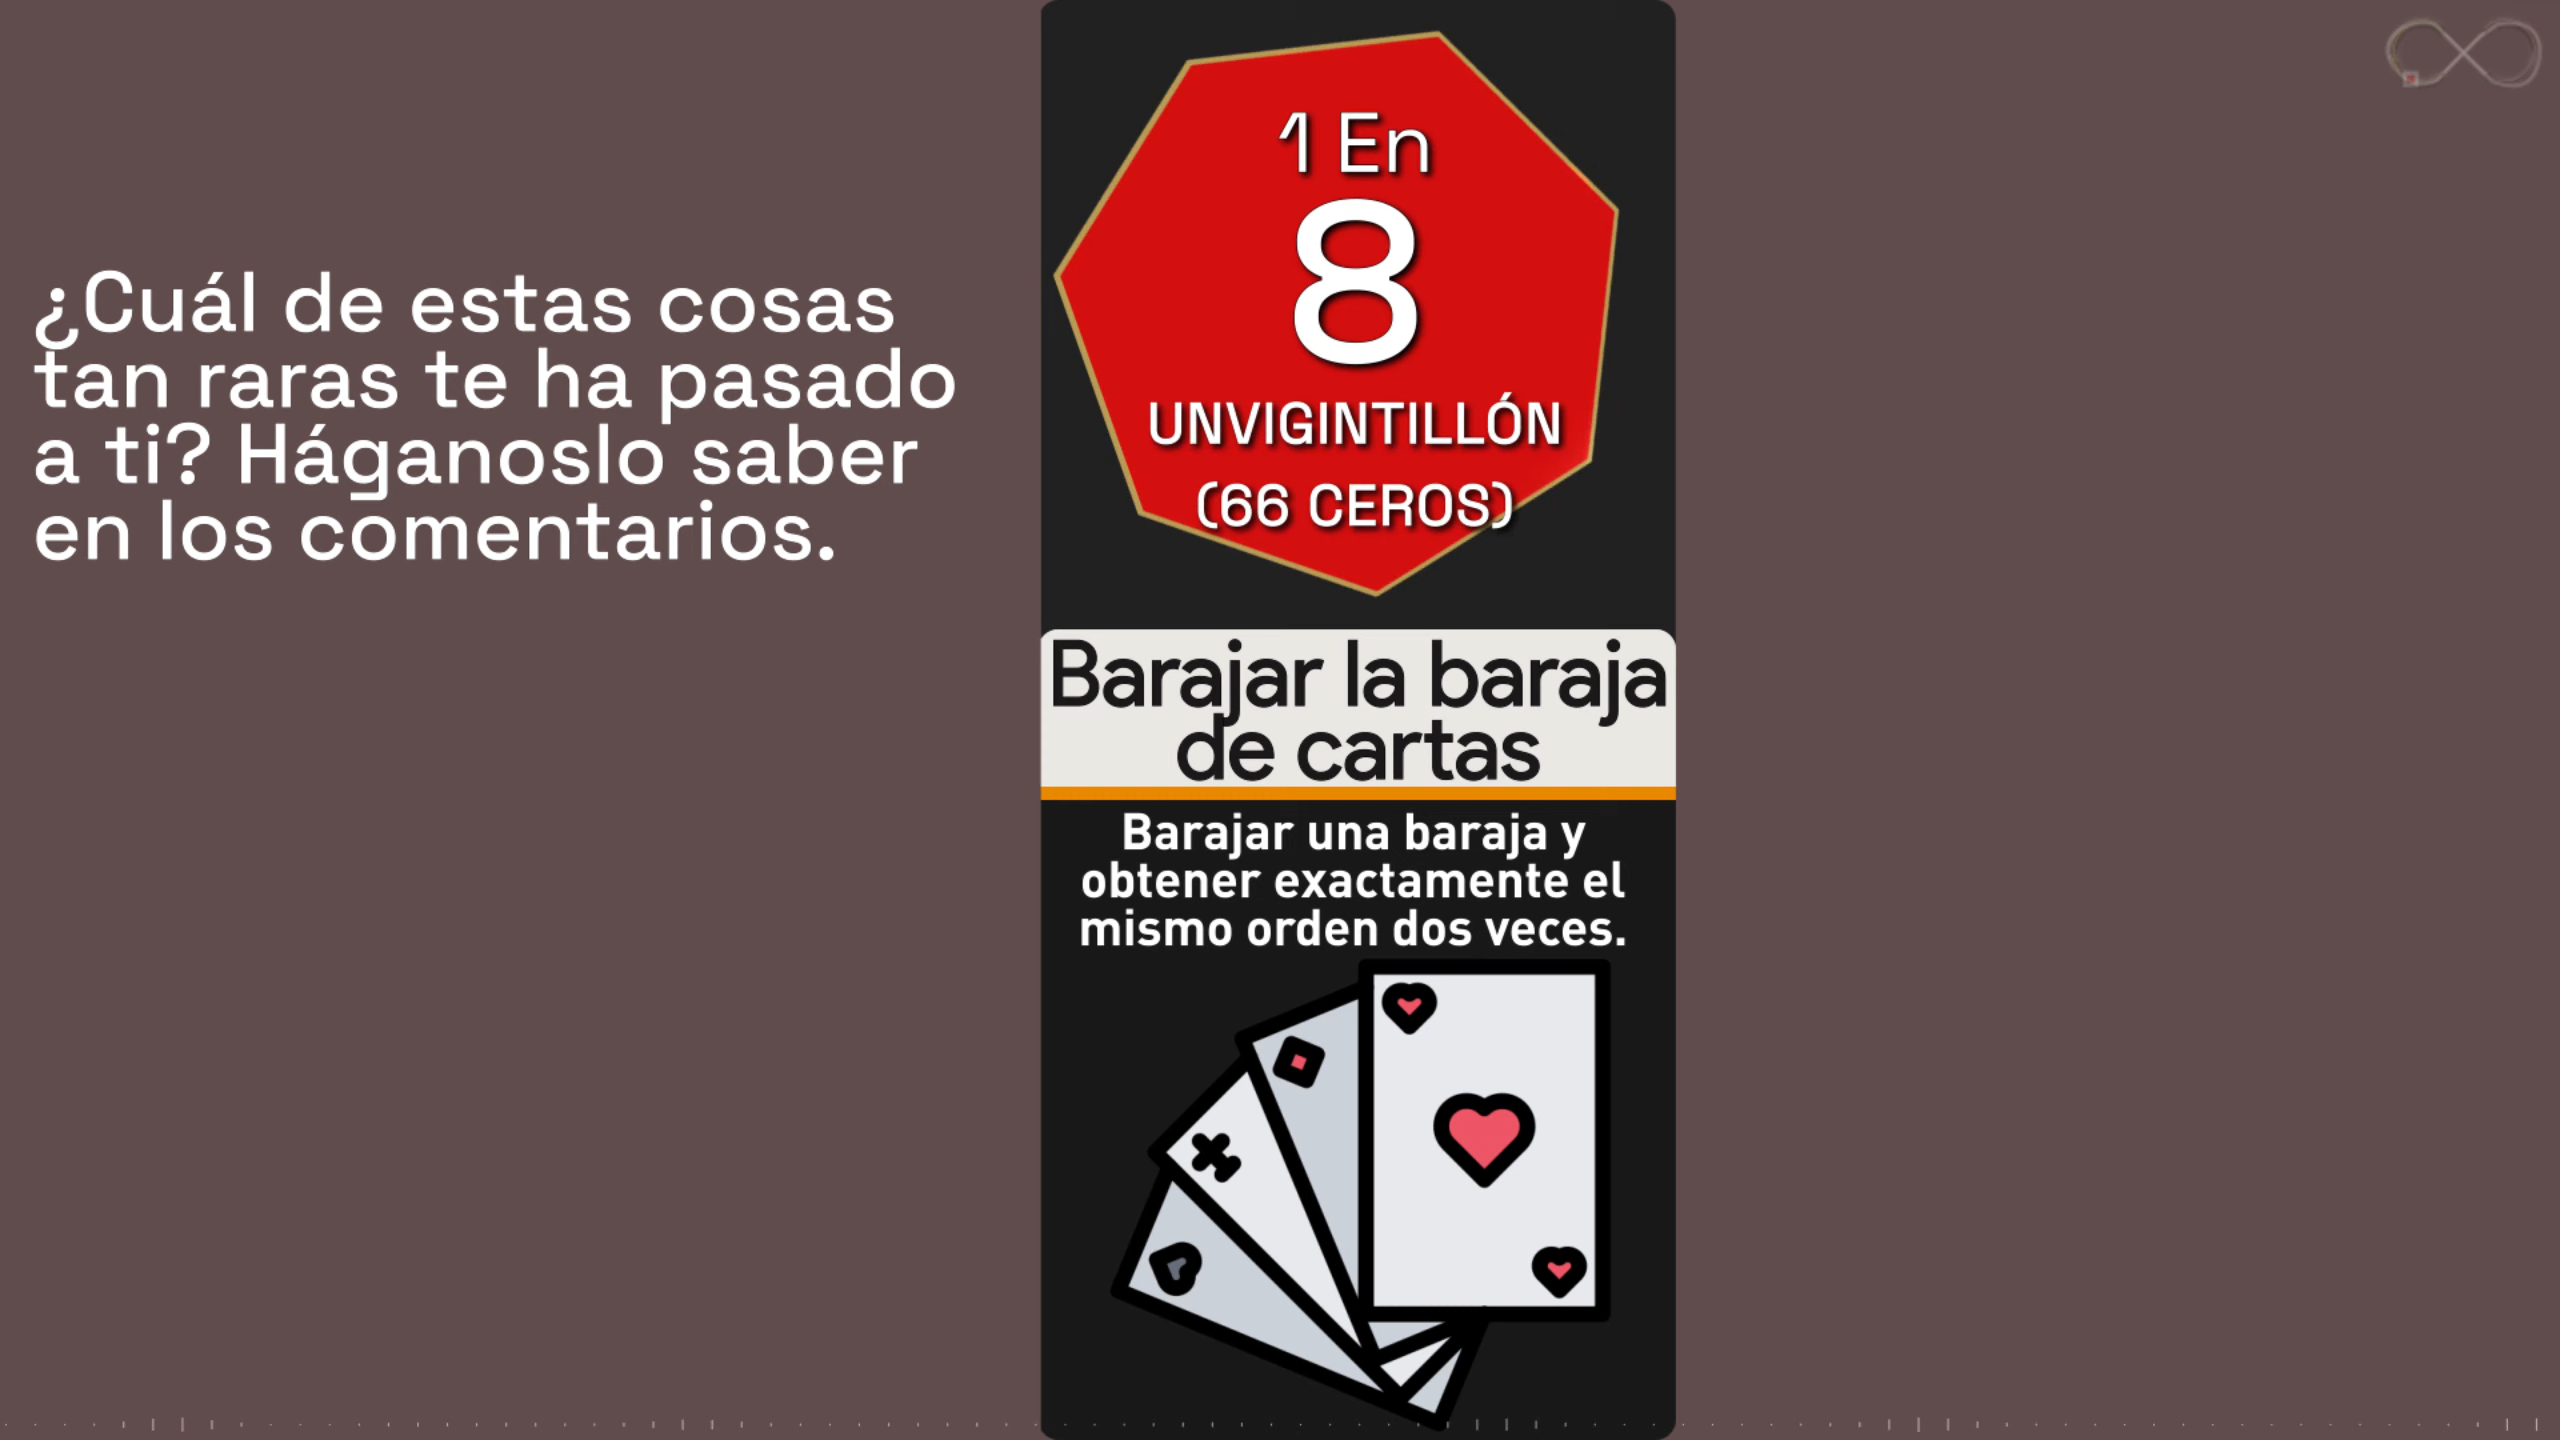 ¿Cuál de estas cosas
tan raras te ha pasado
a ti? Háganoslo saber
en los comentarios.
1 En
8
UNVIGINTILLÓN
(66 CEROS)
Barajar la baraja
de cartas
Barajar una baraja y
obtener exactamente el
mismo orden dos veces.